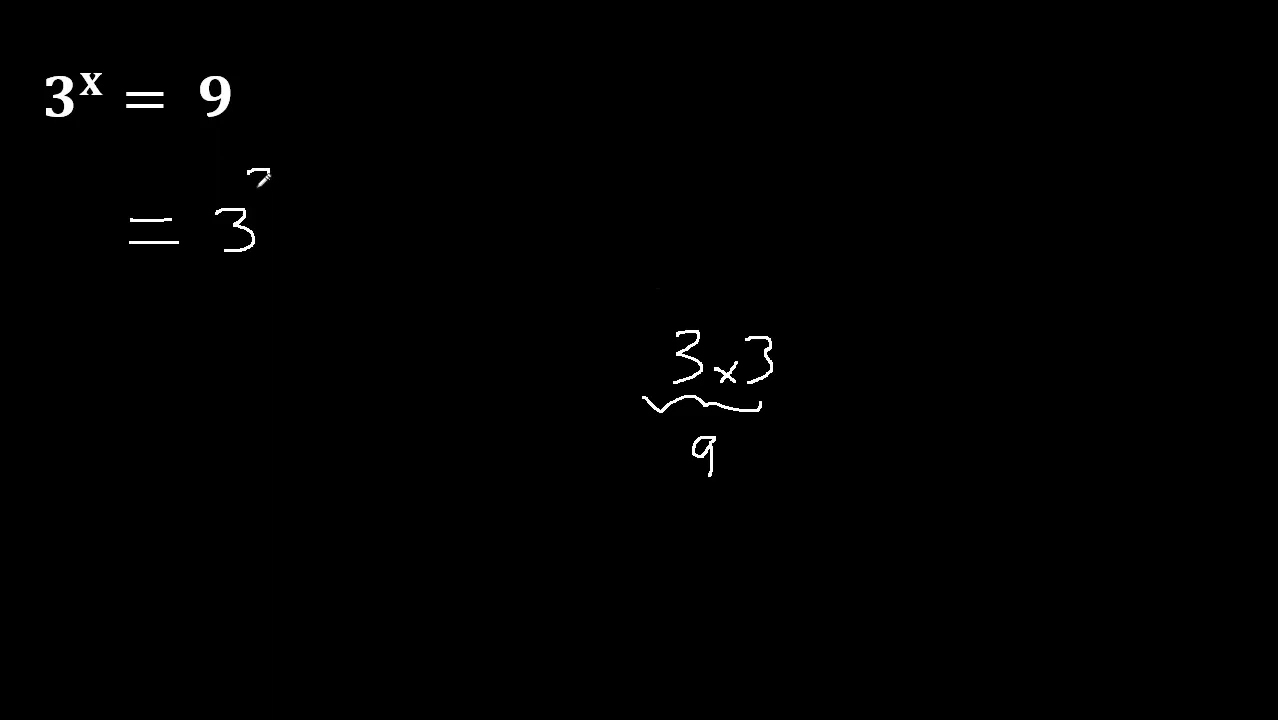 3ˣ = 9
= 3
3 x 3
9